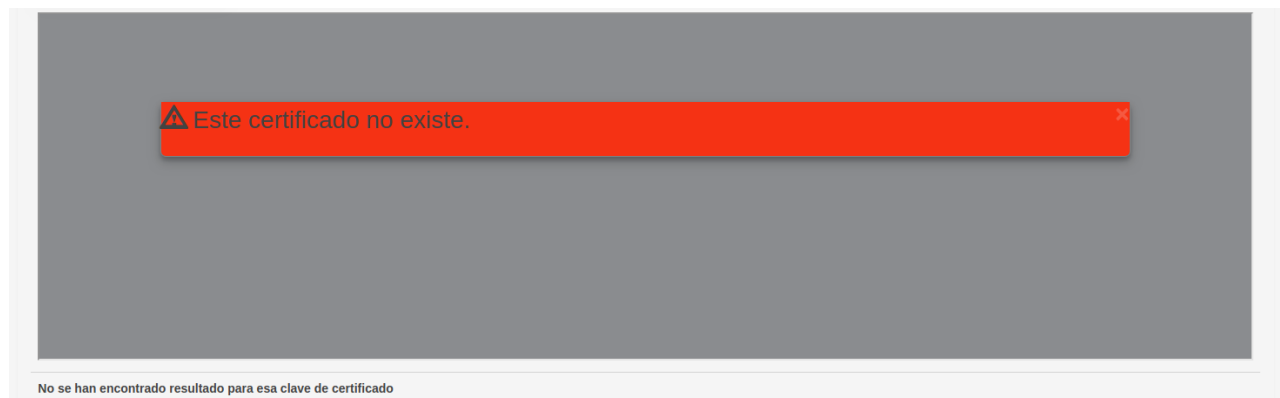 Este certificado no existe.
No se han encontrado resultado para esa clave de certificado